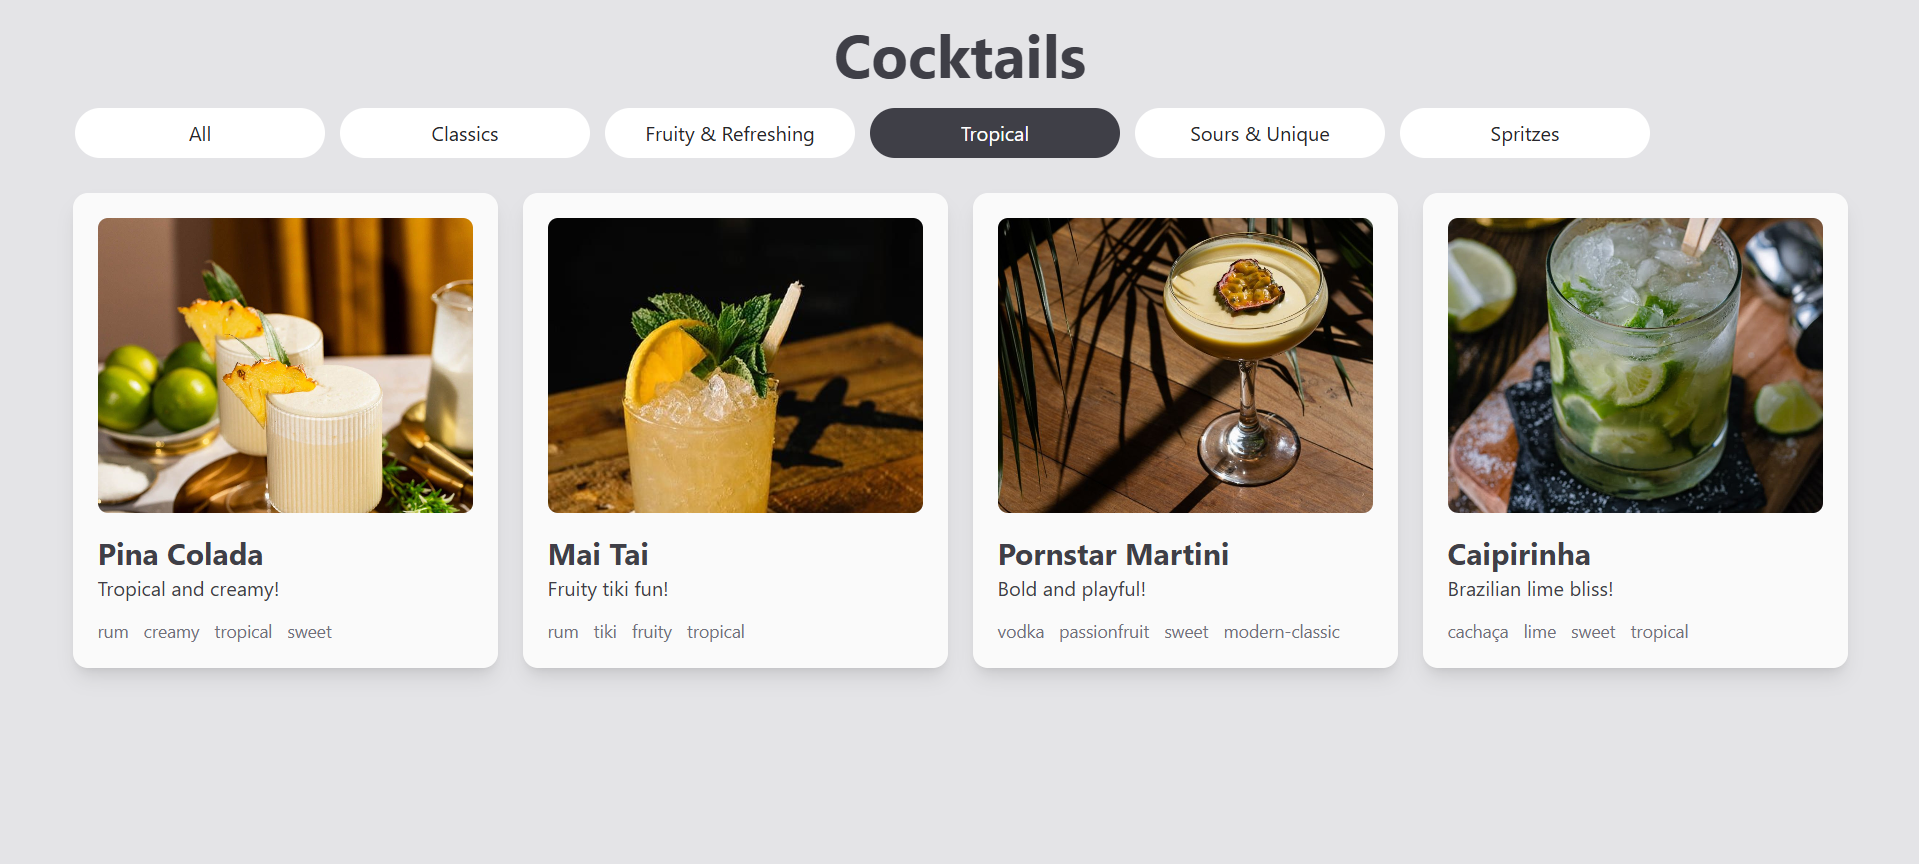 Cocktails
All Classics Fruity & Refreshing Tropical Sours & Unique Spritzes
Pina Colada
Tropical and creamy!
rum creamy tropical sweet
Mai Tai
Fruity tiki fun!
rum tiki fruity tropical
Pornstar Martini
Bold and playful!
vodka passionfruit sweet modern-classic
Caipirinha
Brazilian lime bliss!
cachaça lime sweet tropical